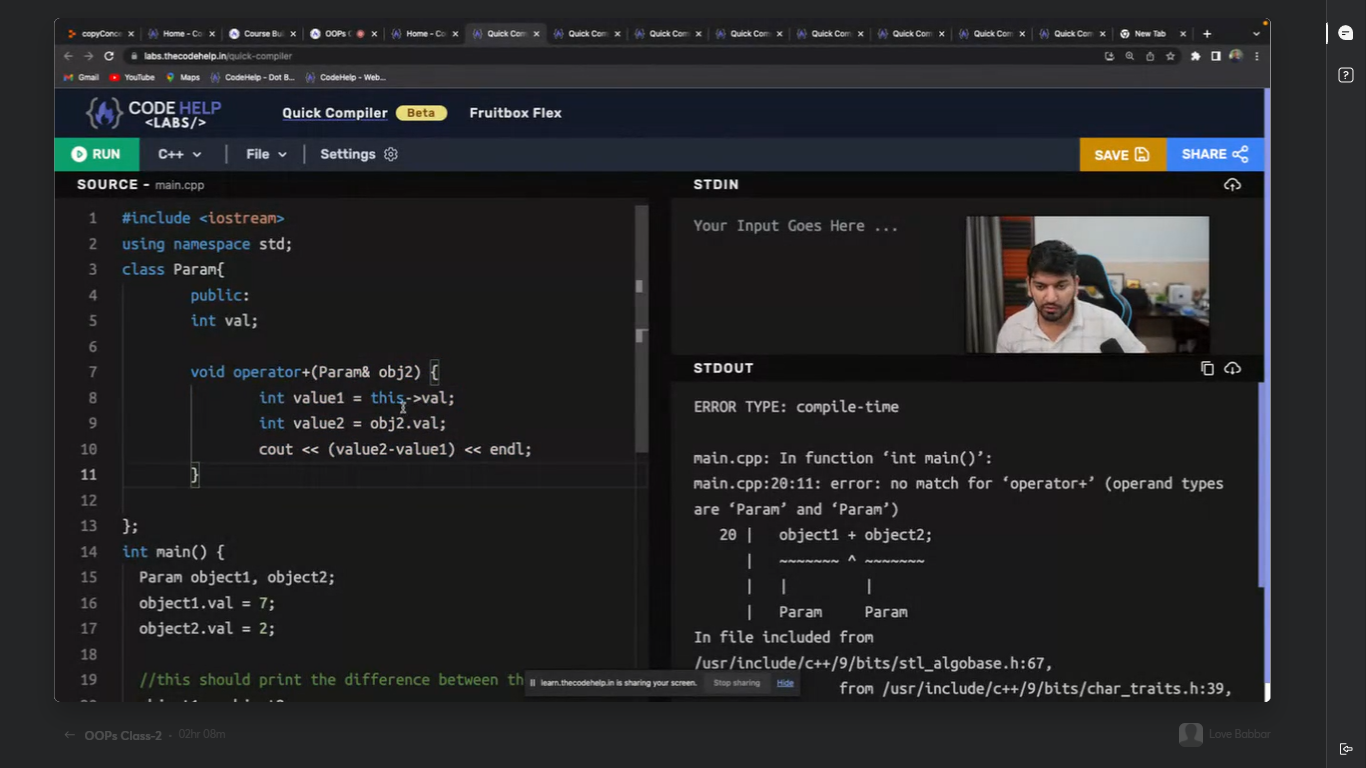 copyConce
Home - Co
Course Bui
OOPs C
Home - Co
Quick Com
Quick Com
Quick Com
Quick Com
Quick Com
Quick Com
Quick Com
Quick Com
New Tab
labs.thecodehelp.in/quick-compiler
Gmail
YouTube
Maps
CodeHelp - Dot B...
CodeHelp - Web...
CODE HELP
<LABS/>
Quick Compiler
Beta
Fruitbox Flex
RUN
C++
File
Settings
SAVE
SHARE
SOURCE - main.cpp
1 #include <iostream>
2 using namespace std;
3 class Param{
4 public:
5 int val;
6
7 void operator+(Param& obj2) {
8 int value1 = this->val;
9 int value2 = obj2.val;
10 cout << (value2-value1) << endl;
11 }
12
13 };
14 int main() {
15 Param object1, object2;
16 object1.val = 7;
17 object2.val = 2;
18
19 //this should print the difference between th
STDIN
Your Input Goes Here ...
STDOUT
ERROR TYPE: compile-time
main.cpp: In function ‘int main()’:
main.cpp:20:11: error: no match for ‘operator+’ (operand types
are ‘Param’ and ‘Param’)
20 | object1 + object2;
| ~~~~~~~ ^ ~~~~~~~
| | |
| Param Param
In file included from
/usr/include/c++/9/bits/stl_algobase.h:67,
from /usr/include/c++/9/bits/char_traits.h:39,
learn.thecodehelp.in is sharing your screen.
Stop sharing
Hide
OOPs Class-2 - 02hr 08m
Love Babbar